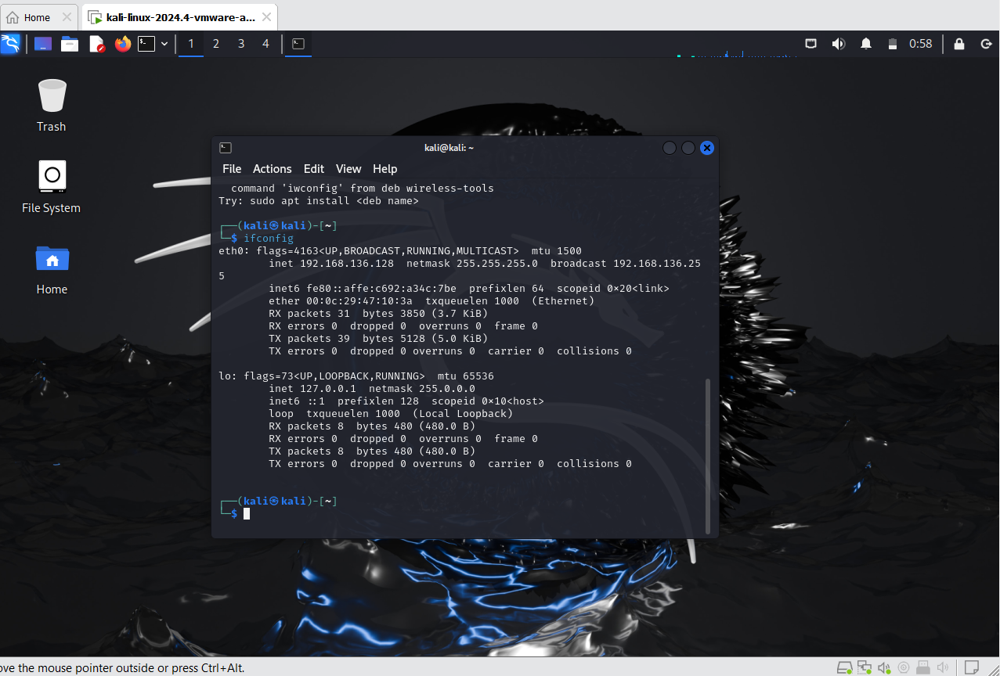 Home
kali-linux-2024.4-vmware-a...
1 2 3 4
0:58
Trash
File System
Home
kali@kali: ~
File Actions Edit View Help
command 'iwconfig' from deb wireless-tools
Try: sudo apt install <deb name>
┌──(kali㉿kali)-[~]
└─$ ifconfig
eth0: flags=4163<UP,BROADCAST,RUNNING,MULTICAST>  mtu 1500
inet 192.168.136.128  netmask 255.255.255.0  broadcast 192.168.136.25
5
inet6 fe80::affe:c692:a34c:7be  prefixlen 64  scopeid 0×20<link>
ether 00:0c:29:47:10:3a  txqueuelen 1000  (Ethernet)
RX packets 31  bytes 3850 (3.7 KiB)
RX errors 0  dropped 0  overruns 0  frame 0
TX packets 39  bytes 5128 (5.0 KiB)
TX errors 0  dropped 0 overruns 0  carrier 0  collisions 0
lo: flags=73<UP,LOOPBACK,RUNNING>  mtu 65536
inet 127.0.0.1  netmask 255.0.0.0
inet6 ::1  prefixlen 128  scopeid 0×10<host>
loop  txqueuelen 1000  (Local Loopback)
RX packets 8  bytes 480 (480.0 B)
RX errors 0  dropped 0  overruns 0  frame 0
TX packets 8  bytes 480 (480.0 B)
TX errors 0  dropped 0 overruns 0  carrier 0  collisions 0
┌──(kali㉿kali)-[~]
└─$
ove the mouse pointer outside or press Ctrl+Alt.